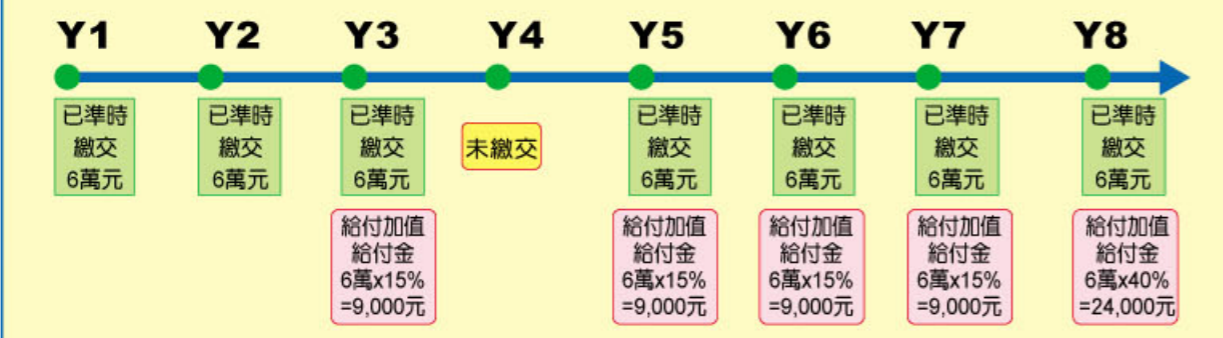 Y1
Y2
Y3
Y4
Y5
Y6
Y7
Y8
已準時
繳交
6萬元
已準時
繳交
6萬元
已準時
繳交
6萬元
未繳交
已準時
繳交
6萬元
已準時
繳交
6萬元
已準時
繳交
6萬元
已準時
繳交
6萬元
給付加值
給付金
6萬x15%
=9,000元
給付加值
給付金
6萬x15%
=9,000元
給付加值
給付金
6萬x15%
=9,000元
給付加值
給付金
6萬x15%
=9,000元
給付加值
給付金
6萬x40%
=24,000元